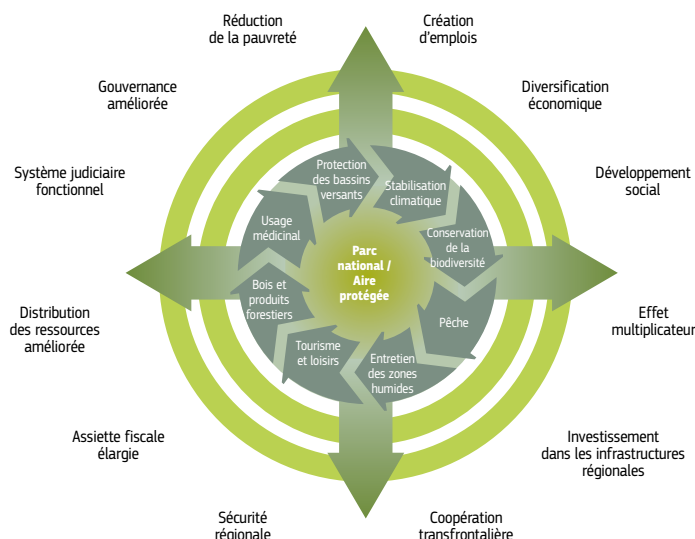 Réduction
de la pauvreté
Création
d'emplois
Gouvernance
améliorée
Diversification
économique
Système judiciaire
fonctionnel
Développement
social
Distribution
des ressources
améliorée
Effet
multiplicateur
Assiette fiscale
élargie
Investissement
dans les infrastructures
régionales
Sécurité
régionale
Coopération
transfrontalière
Protection
des bassins
versants
Stabilisation
climatique
Usage
médicinal
Conservation
de la
biodiversité
Parc
national /
Aire
protégée
Bois et
produits
forestiers
Pêche
Tourisme
et loisirs
Entretien
des zones
humides